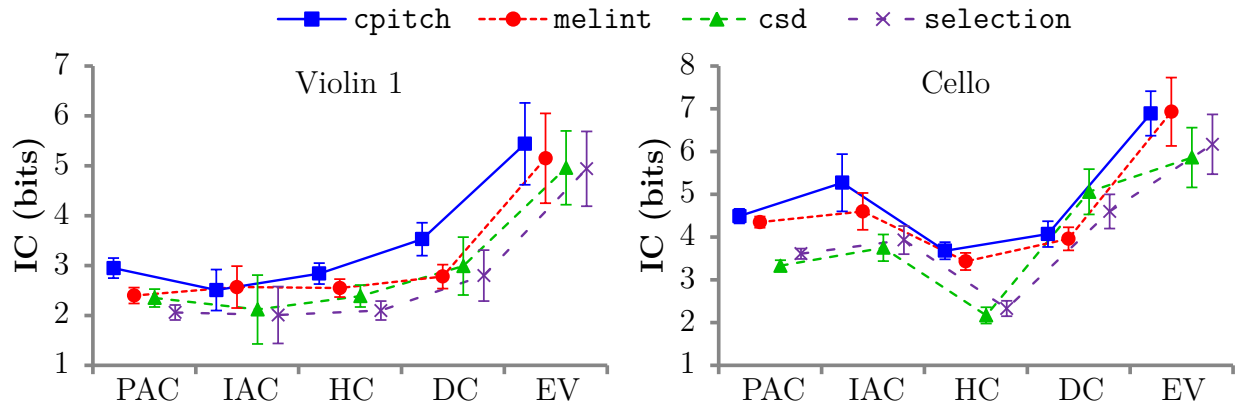 cpitch melint csd selection
Violin 1
IC (bits)
7
6
5
4
3
2
1
PAC IAC HC DC EV
Cello
IC (bits)
8
7
6
5
4
3
2
1
PAC IAC HC DC EV